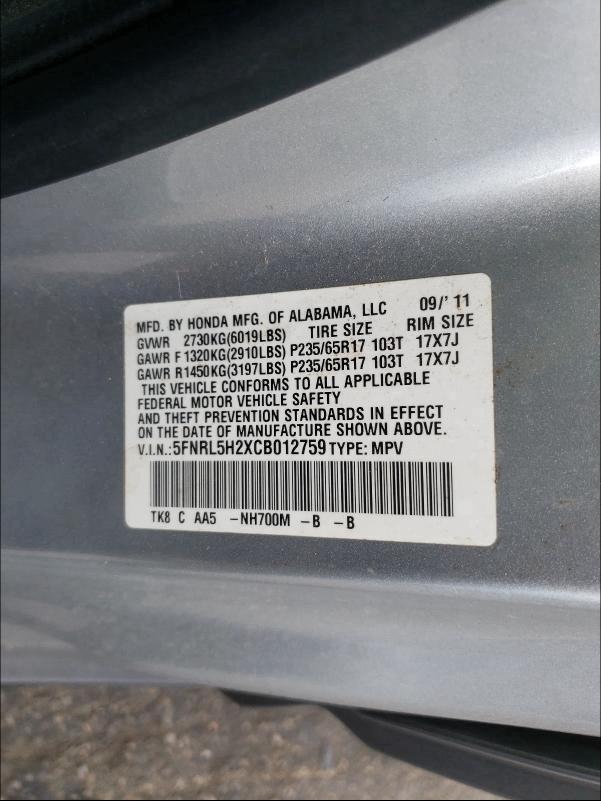 MFD. BY HONDA MFG. OF ALABAMA, LLC 09/'11
GVWR 2730KG(6019LBS) TIRE SIZE RIM SIZE
GAWR F 1320KG(2910LBS) P235/65R17 103T 17X7J
GAWR R1450KG(3197LBS) P235/65R17 103T 17X7J
THIS VEHICLE CONFORMS TO ALL APPLICABLE
FEDERAL MOTOR VEHICLE SAFETY
AND THEFT PREVENTION STANDARDS IN EFFECT
ON THE DATE OF MANUFACTURE SHOWN ABOVE.
V.I.N.:5FNRL5H2XCB012759 TYPE: MPV
TK8 C AA5 -NH700M -B -B